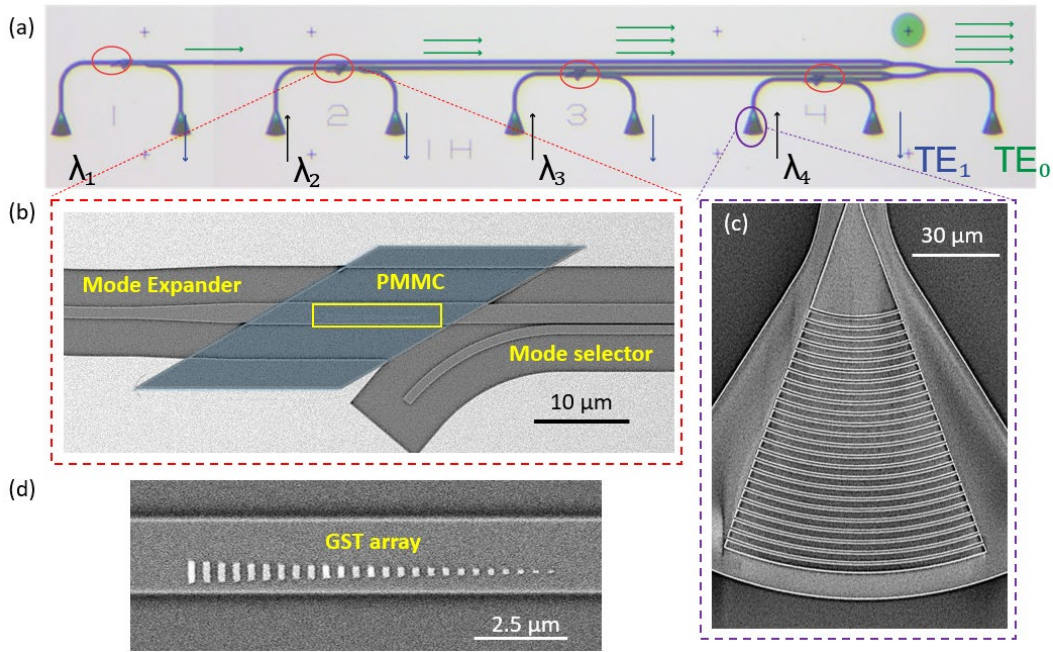 (a)
1
2
3
4
1H
λ₁
λ₂
λ₃
λ₄
TE₁
TE₀
(b)
Mode Expander
PMMC
Mode selector
10 μm
(c)
30 μm
(d)
GST array
2.5 μm